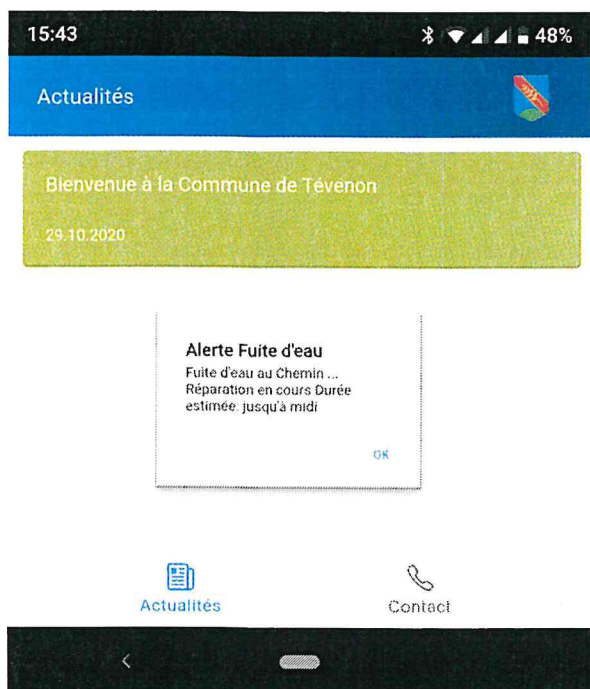 15:43
48%
Actualités
Bienvenue à la Commune de Tévenon
29.10.2020
Alerte Fuite d'eau
Fuite d'eau au Chemin ...
Réparation en cours Durée
estimée: jusqu'à midi
OK
Actualités
Contact